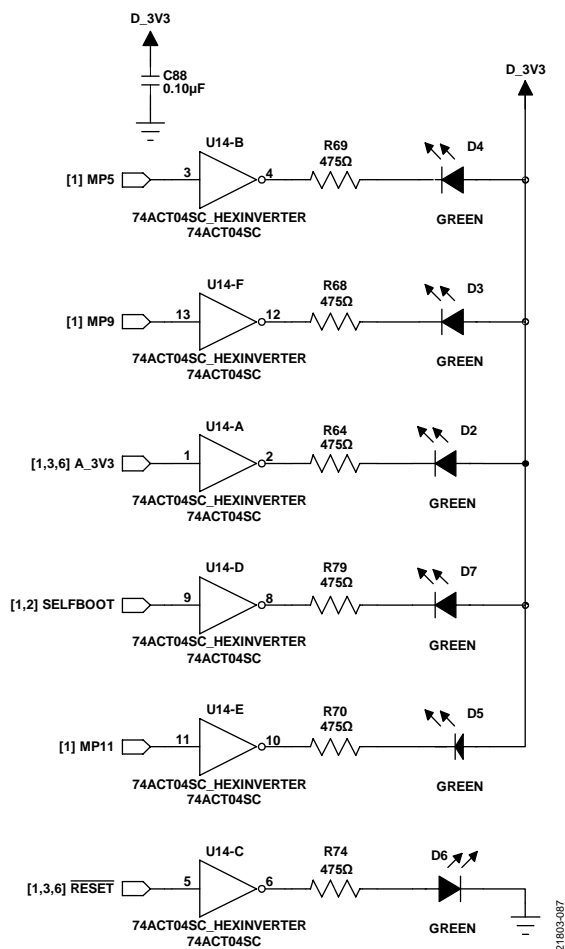 D_3V3
C88
0.10µF
D_3V3
U14-B
R69
475Ω
D4
[1] MP5
3
4
74ACT04SC_HEXINVERTER
74ACT04SC
GREEN
U14-F
R68
475Ω
D3
[1] MP9
13
12
74ACT04SC_HEXINVERTER
74ACT04SC
GREEN
U14-A
R64
475Ω
D2
[1,3,6] A_3V3
1
2
74ACT04SC_HEXINVERTER
74ACT04SC
GREEN
U14-D
R79
475Ω
D7
[1,2] SELFBOOT
9
8
74ACT04SC_HEXINVERTER
74ACT04SC
GREEN
U14-E
R70
475Ω
D5
[1] MP11
11
10
74ACT04SC_HEXINVERTER
74ACT04SC
GREEN
U14-C
R74
475Ω
D6
[1,3,6] R̅E̅S̅E̅T̅
5
6
74ACT04SC_HEXINVERTER
74ACT04SC
GREEN
21803-087